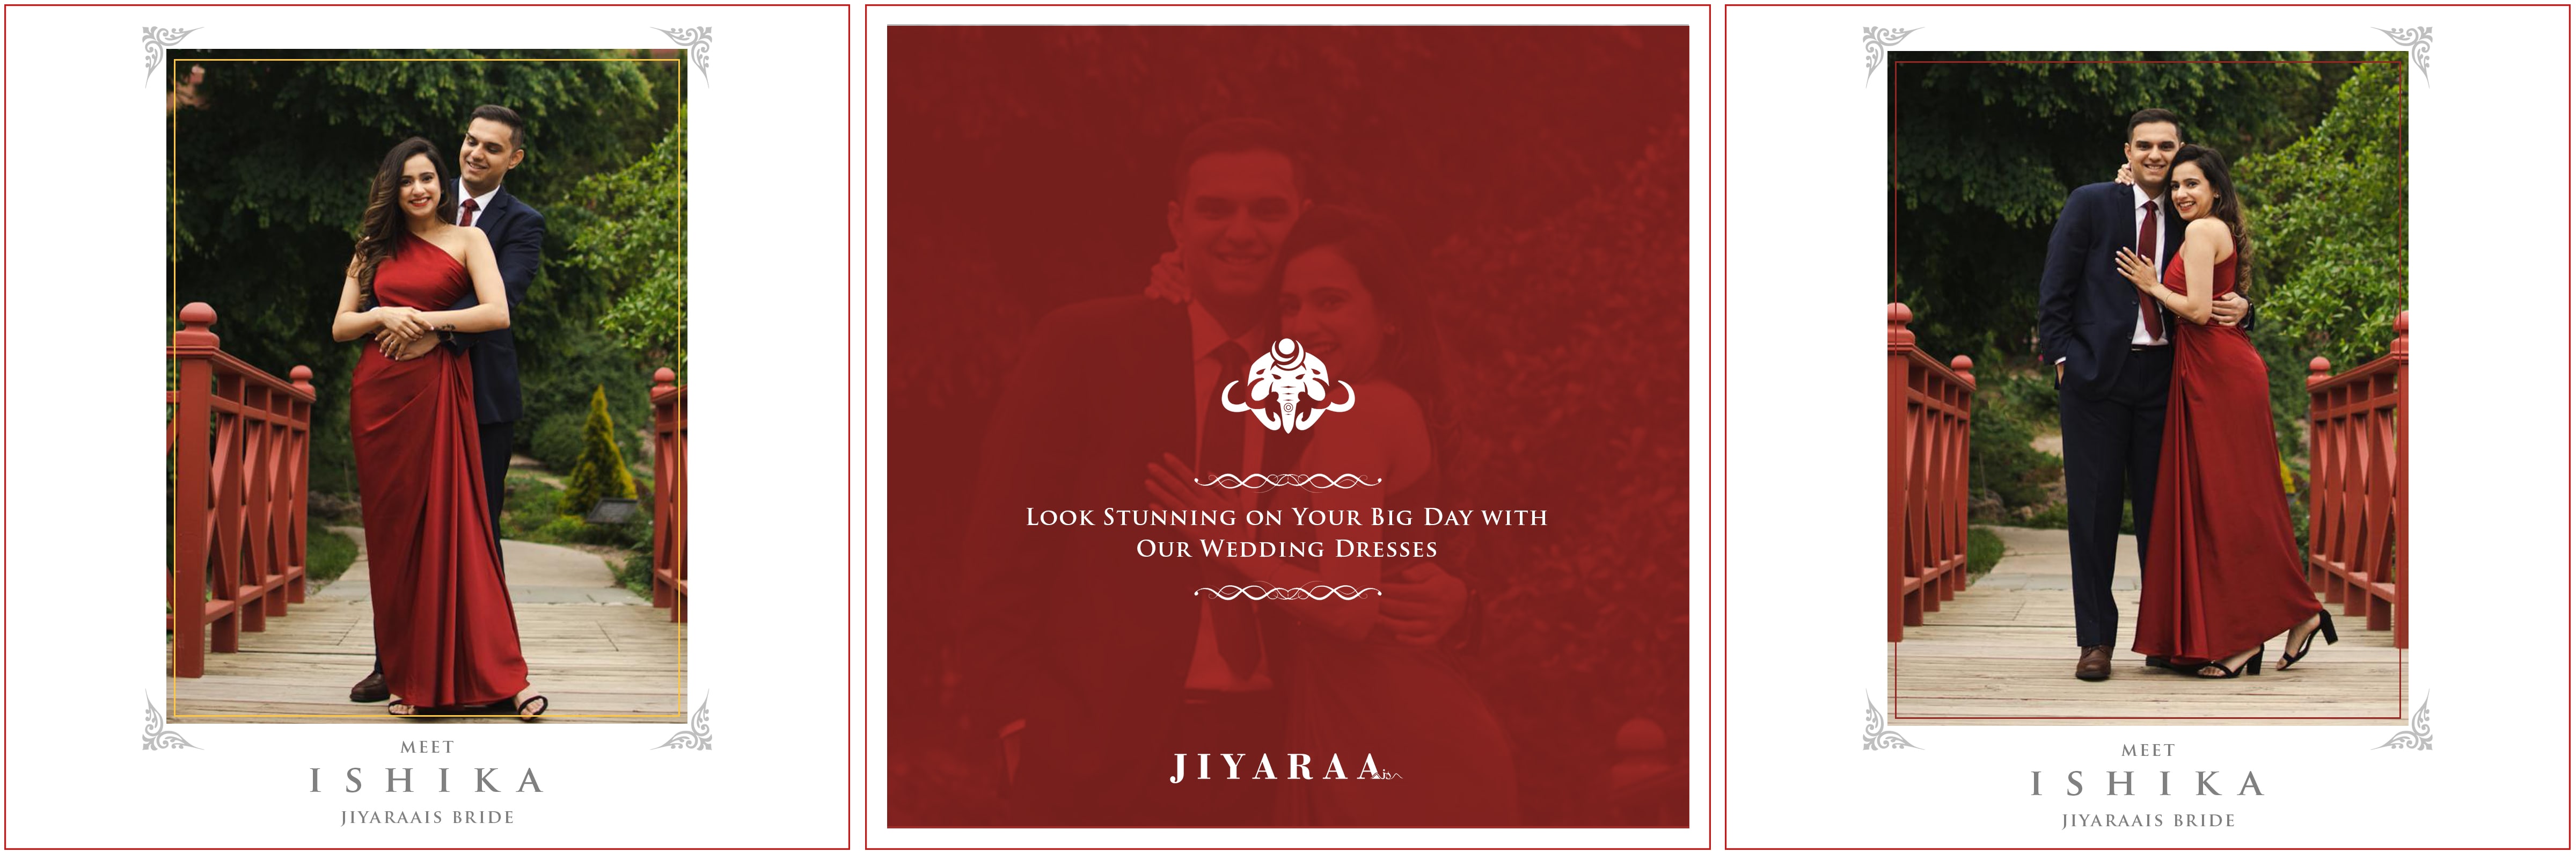 MEET
ISHIKA
JIYARAAIS BRIDE
LOOK STUNNING ON YOUR BIG DAY WITH
OUR WEDDING DRESSES
JIYARAA
MEET
ISHIKA
JIYARAAIS BRIDE